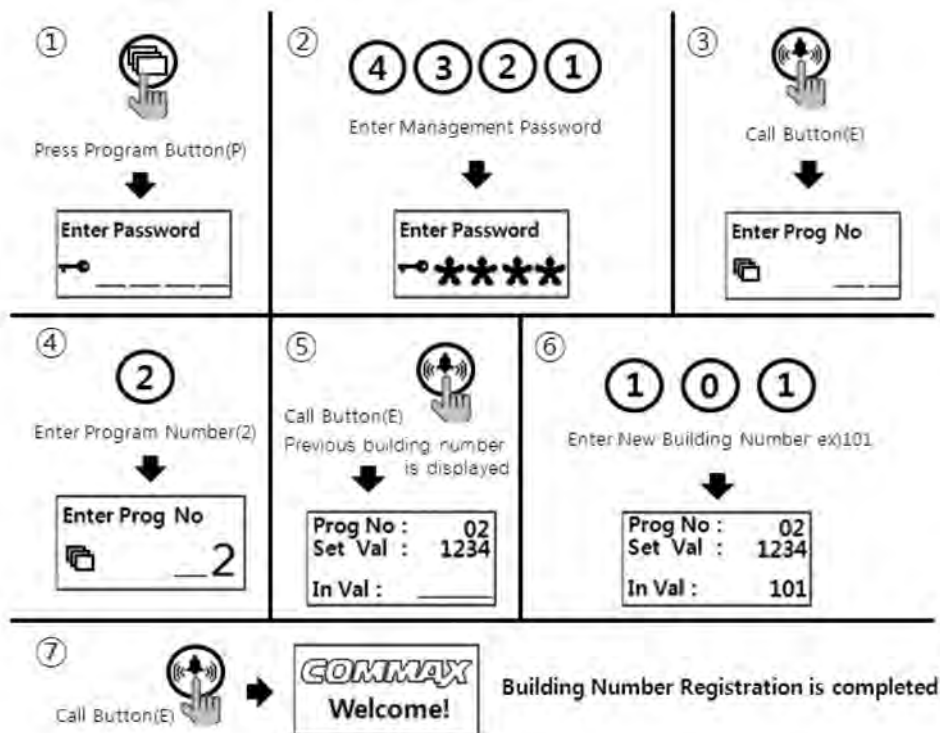 ①
Press Program Button(P)
Enter Password
②
4 3 2 1
Enter Management Password
Enter Password
****
③
Call Button(E)
Enter Prog No
④
2
Enter Program Number(2)
Enter Prog No
_2
⑤
Call Button(E)
Previous building number
is displayed
Prog No : 02
Set Val : 1234
In Val : ____
⑥
1 0 1
Enter New Building Number ex)101
Prog No : 02
Set Val : 1234
In Val : 101
⑦
Call Button(E)
COMMAX
Welcome!
Building Number Registration is completed